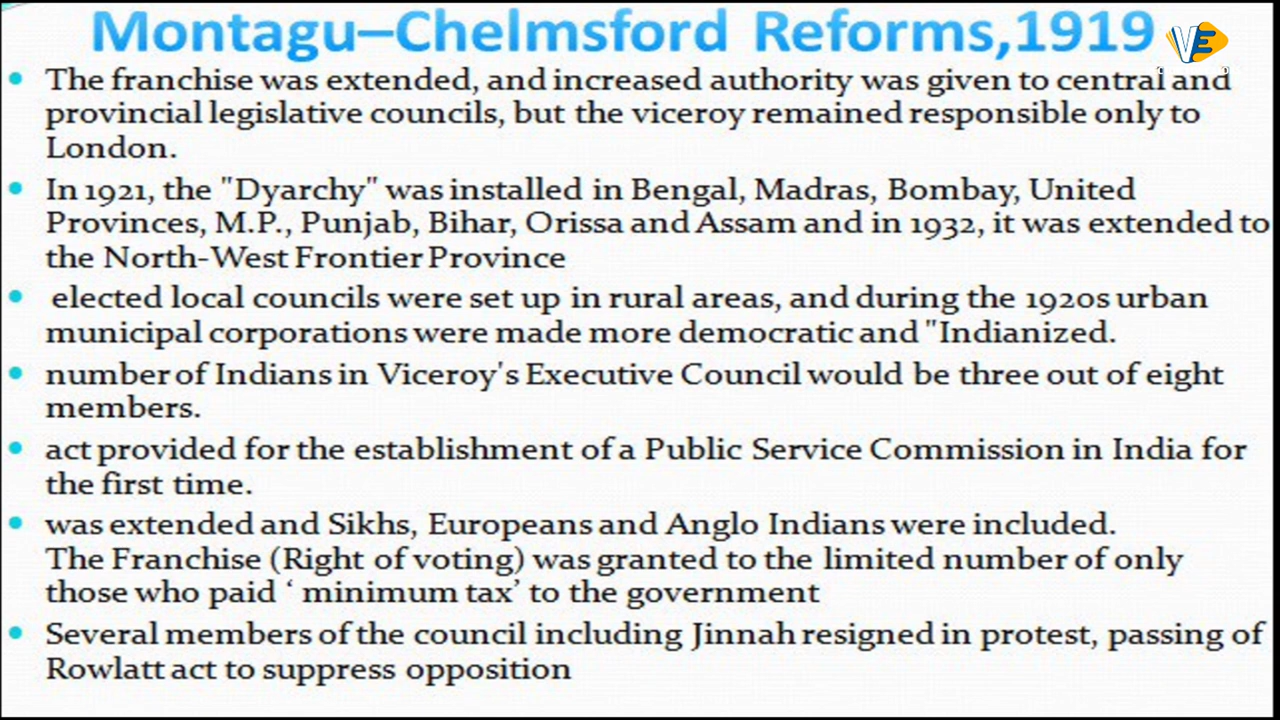 Montagu–Chelmsford Reforms,1919
VE
The franchise was extended, and increased authority was given to central and
provincial legislative councils, but the viceroy remained responsible only to
London.
In 1921, the "Dyarchy" was installed in Bengal, Madras, Bombay, United
Provinces, M.P., Punjab, Bihar, Orissa and Assam and in 1932, it was extended to
the North-West Frontier Province
elected local councils were set up in rural areas, and during the 1920s urban
municipal corporations were made more democratic and "Indianized.
number of Indians in Viceroy's Executive Council would be three out of eight
members.
act provided for the establishment of a Public Service Commission in India for
the first time.
was extended and Sikhs, Europeans and Anglo Indians were included.
The Franchise (Right of voting) was granted to the limited number of only
those who paid ‘ minimum tax’ to the government
Several members of the council including Jinnah resigned in protest, passing of
Rowlatt act to suppress opposition